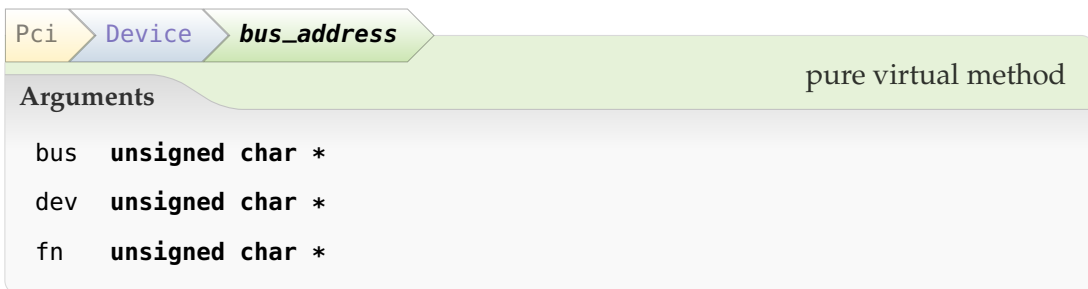 Pci Device bus_address
pure virtual method
Arguments
bus unsigned char *
dev unsigned char *
fn unsigned char *